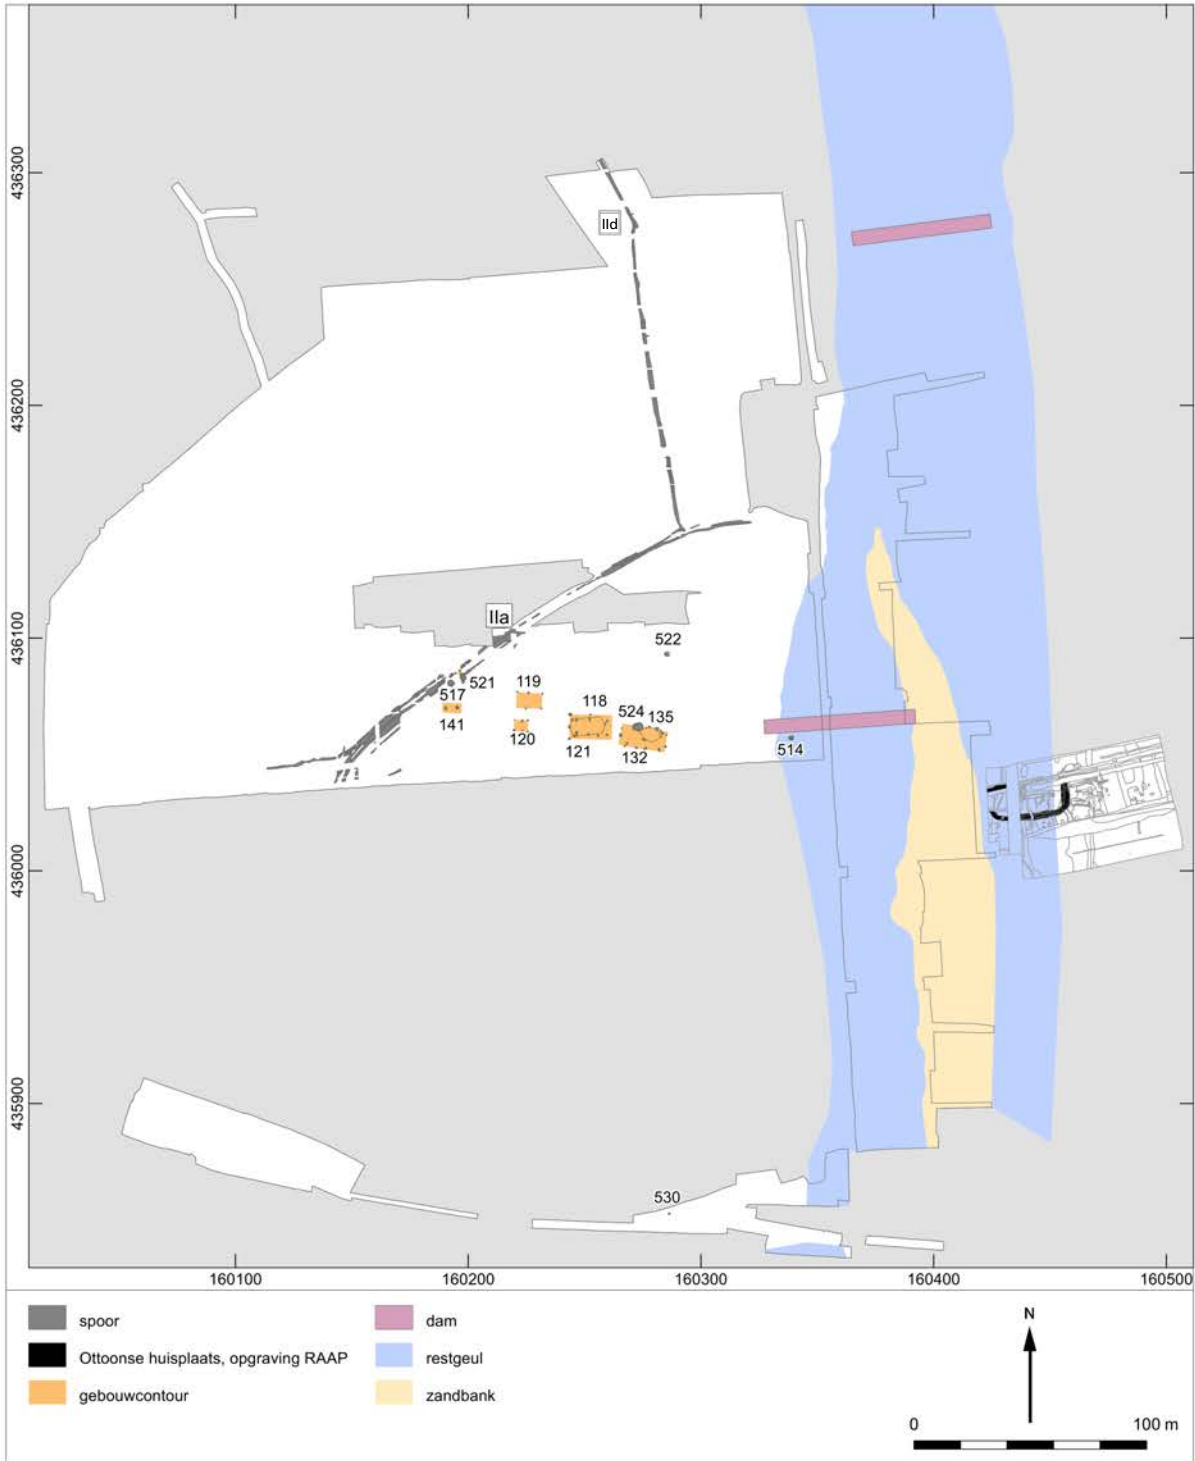 436300
IId
436200
436100
IIa
522
521
517
141
119
120
118
121
524
135
132
514
436000
435900
530
160100
160200
160300
160400
160500
spoor
Ottoonse huisplaats, opgraving RAAP
gebouwcontour
dam
restgeul
zandbank
N
0
100 m